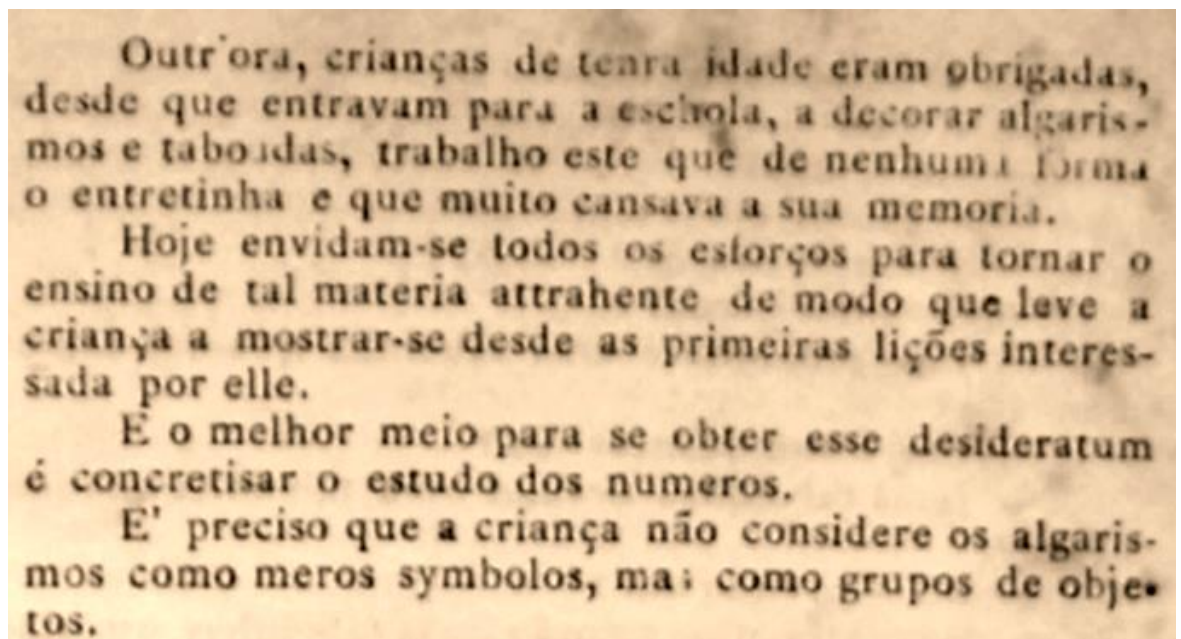 Outr'ora, crianças de tenra idade eram obrigadas,
desde que entravam para a eschola, a decorar algaris-
mos e taboadas, trabalho este que de nenhuma forma
o entretinha e que muito cansava a sua memoria.
Hoje envidam-se todos os esforços para tornar o
ensino de tal materia attrahente de modo que leve a
criança a mostrar-se desde as primeiras lições interes-
sada por elle.
E o melhor meio para se obter esse desideratum
é concretisar o estudo dos numeros.
E' preciso que a criança não considere os algaris-
mos como meros symbolos, mas como grupos de obje-
tos.